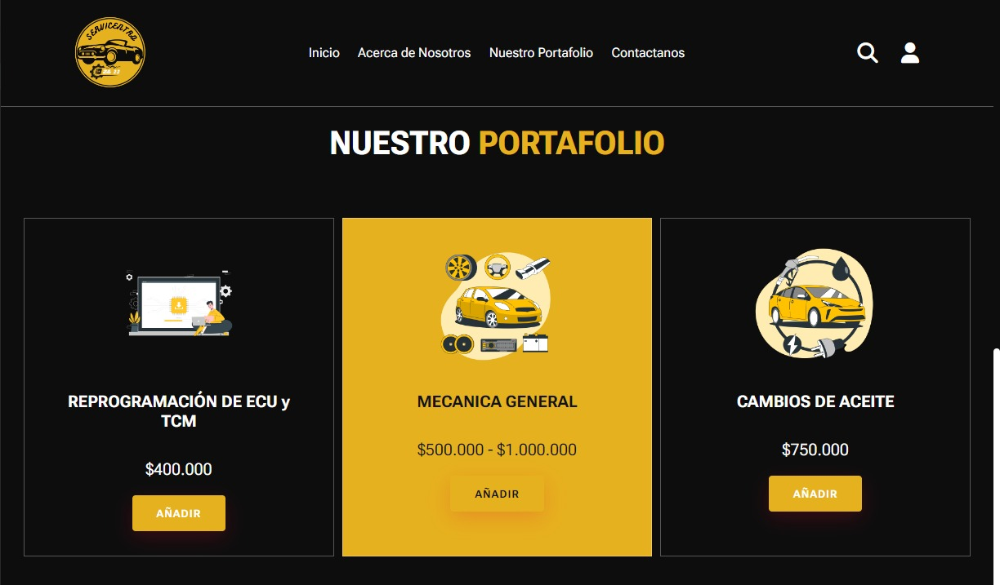 SERVICENTRO
Inicio Acerca de Nosotros Nuestro Portafolio Contactanos
NUESTRO PORTAFOLIO
REPROGRAMACIÓN DE ECU y
TCM
$400.000
AÑADIR
MECANICA GENERAL
$500.000 - $1.000.000
AÑADIR
CAMBIOS DE ACEITE
$750.000
AÑADIR